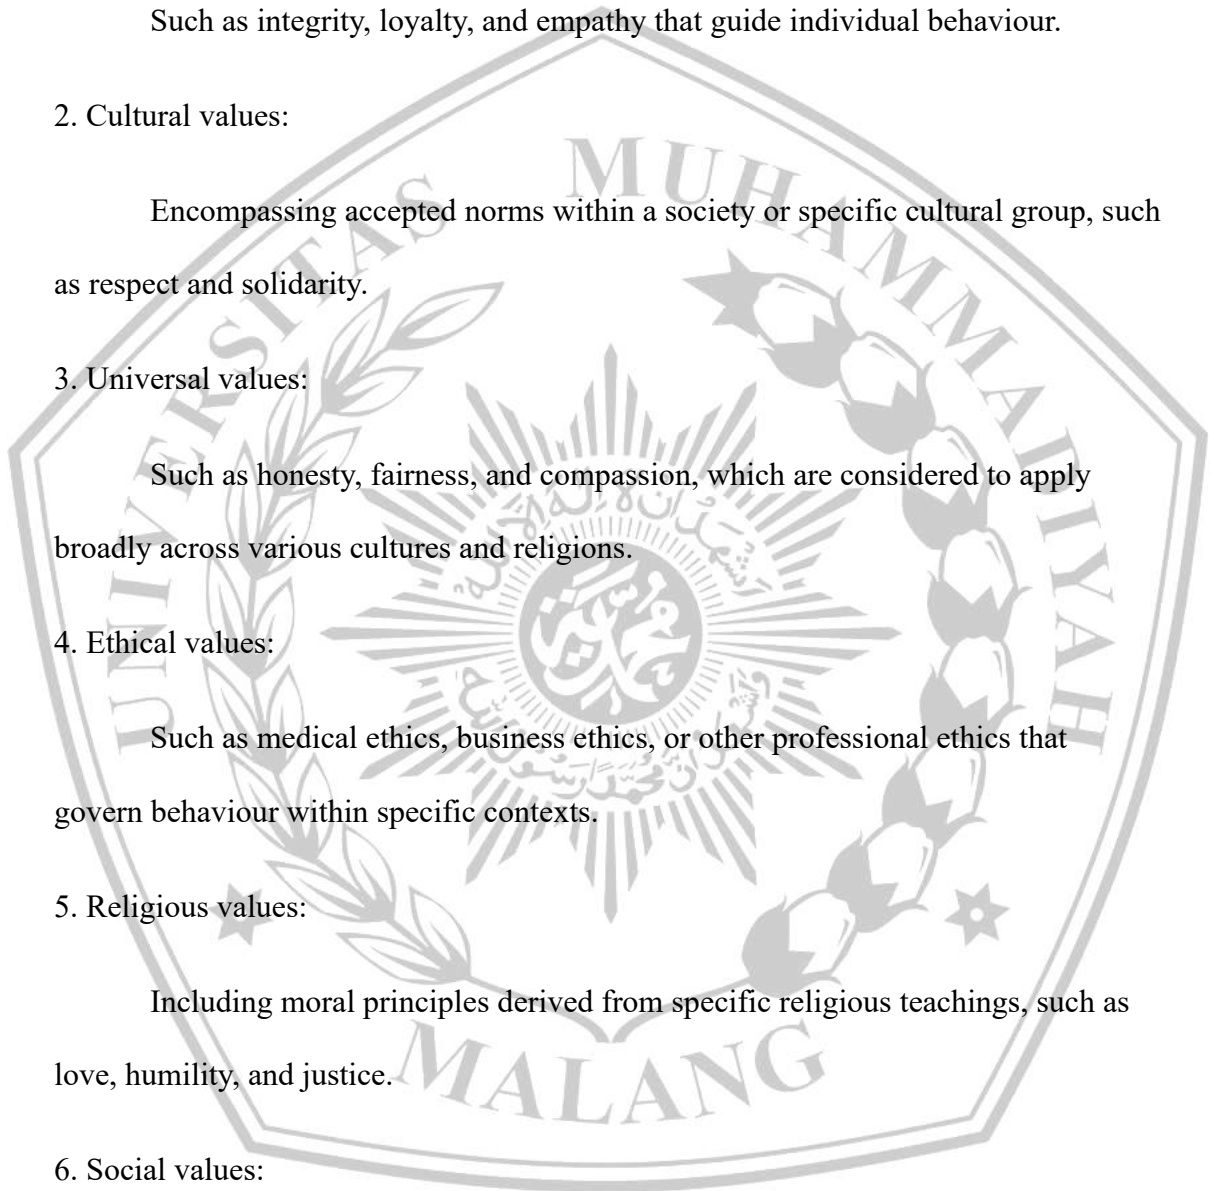 Such as integrity, loyalty, and empathy that guide individual behaviour.
2. Cultural values:
Encompassing accepted norms within a society or specific cultural group, such
as respect and solidarity.
3. Universal values:
Such as honesty, fairness, and compassion, which are considered to apply
broadly across various cultures and religions.
4. Ethical values:
Such as medical ethics, business ethics, or other professional ethics that
govern behaviour within specific contexts.
5. Religious values:
Including moral principles derived from specific religious teachings, such as
love, humility, and justice.
6. Social values:
UNIVERSITAS MUHAMMADIYAH
MALANG